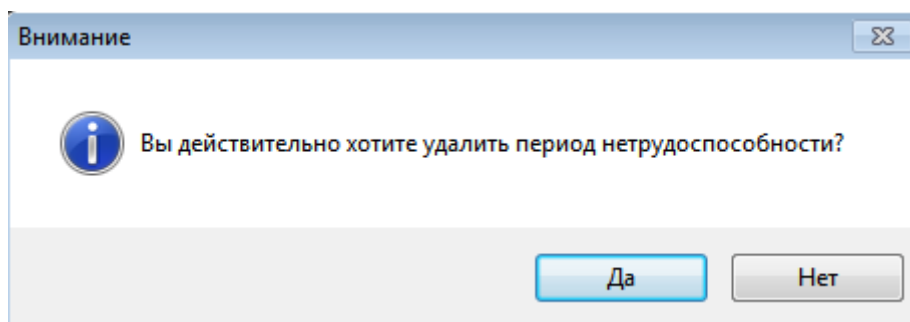 Внимание
Вы действительно хотите удалить период нетрудоспособности?
Да
Нет